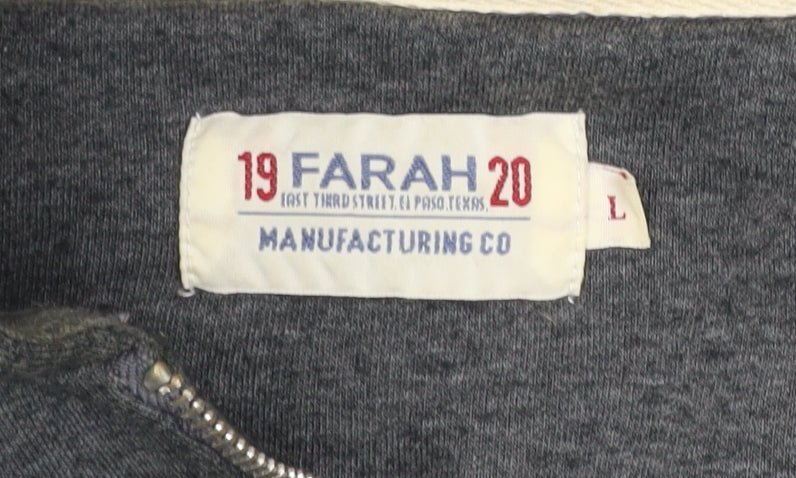 19 FARAH 20
EAST THIRD STREET, EL PASO, TEXAS.
MANUFACTURING CO
L